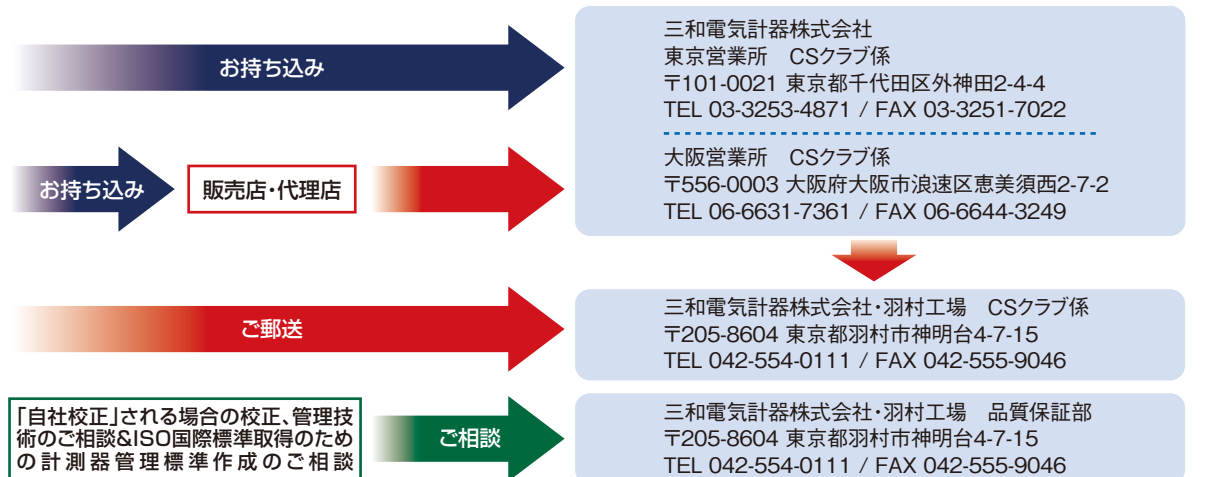 お持ち込み
三和電気計器株式会社
東京営業所 CSクラブ係
〒101-0021 東京都千代田区外神田2-4-4
TEL 03-3253-4871 / FAX 03-3251-7022
お持ち込み
販売店・代理店
大阪営業所 CSクラブ係
〒556-0003 大阪府大阪市浪速区恵美須西2-7-2
TEL 06-6631-7361 / FAX 06-6644-3249
ご郵送
三和電気計器株式会社・羽村工場 CSクラブ係
〒205-8604 東京都羽村市神明台4-7-15
TEL 042-554-0111 / FAX 042-555-9046
「自社校正」される場合の校正、管理技
術のご相談&ISO国際標準取得のため
の計測器管理標準作成のご相談
ご相談
三和電気計器株式会社・羽村工場 品質保証部
〒205-8604 東京都羽村市神明台4-7-15
TEL 042-554-0111 / FAX 042-555-9046